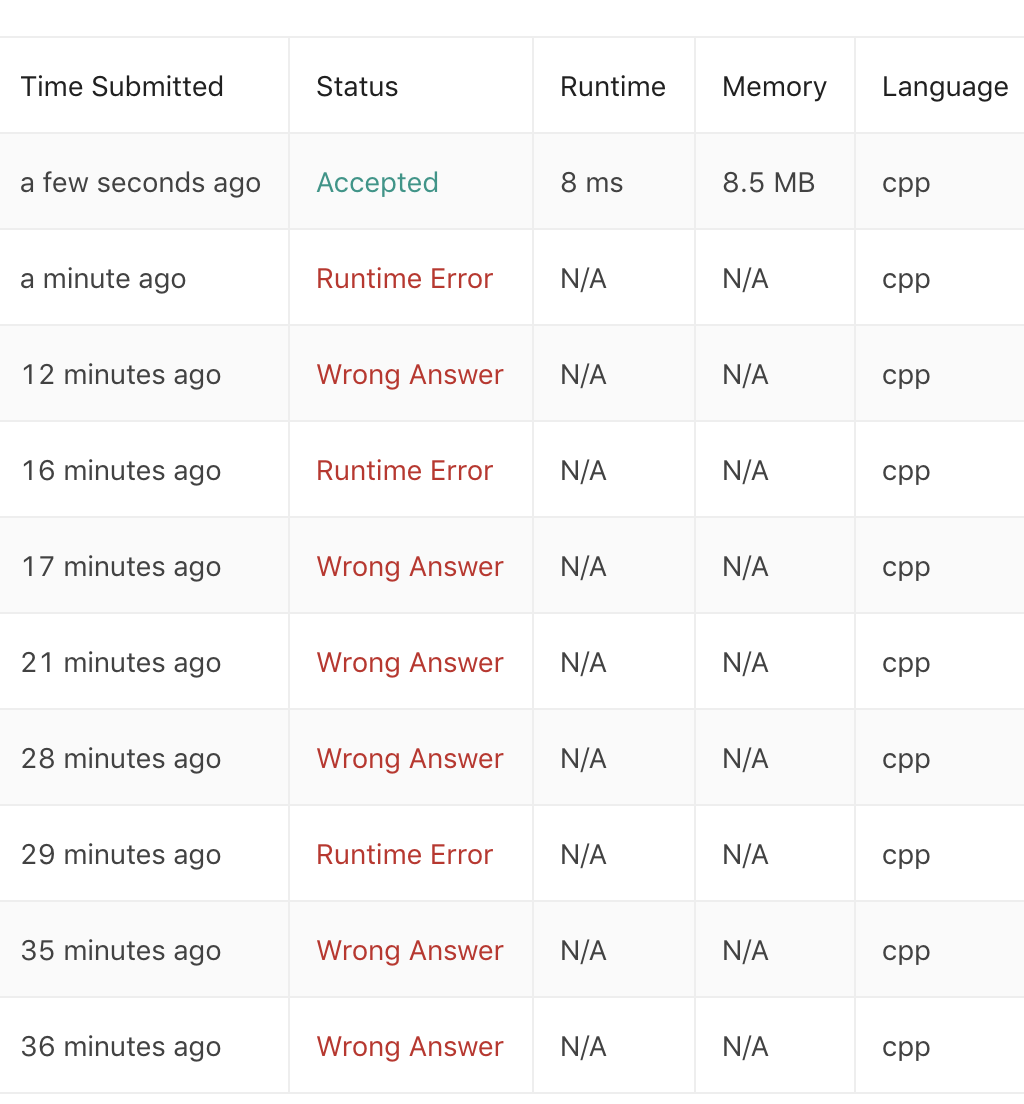 Time Submitted Status Runtime Memory Language
a few seconds ago Accepted 8 ms 8.5 MB cpp
a minute ago Runtime Error N/A N/A cpp
12 minutes ago Wrong Answer N/A N/A cpp
16 minutes ago Runtime Error N/A N/A cpp
17 minutes ago Wrong Answer N/A N/A cpp
21 minutes ago Wrong Answer N/A N/A cpp
28 minutes ago Wrong Answer N/A N/A cpp
29 minutes ago Runtime Error N/A N/A cpp
35 minutes ago Wrong Answer N/A N/A cpp
36 minutes ago Wrong Answer N/A N/A cpp